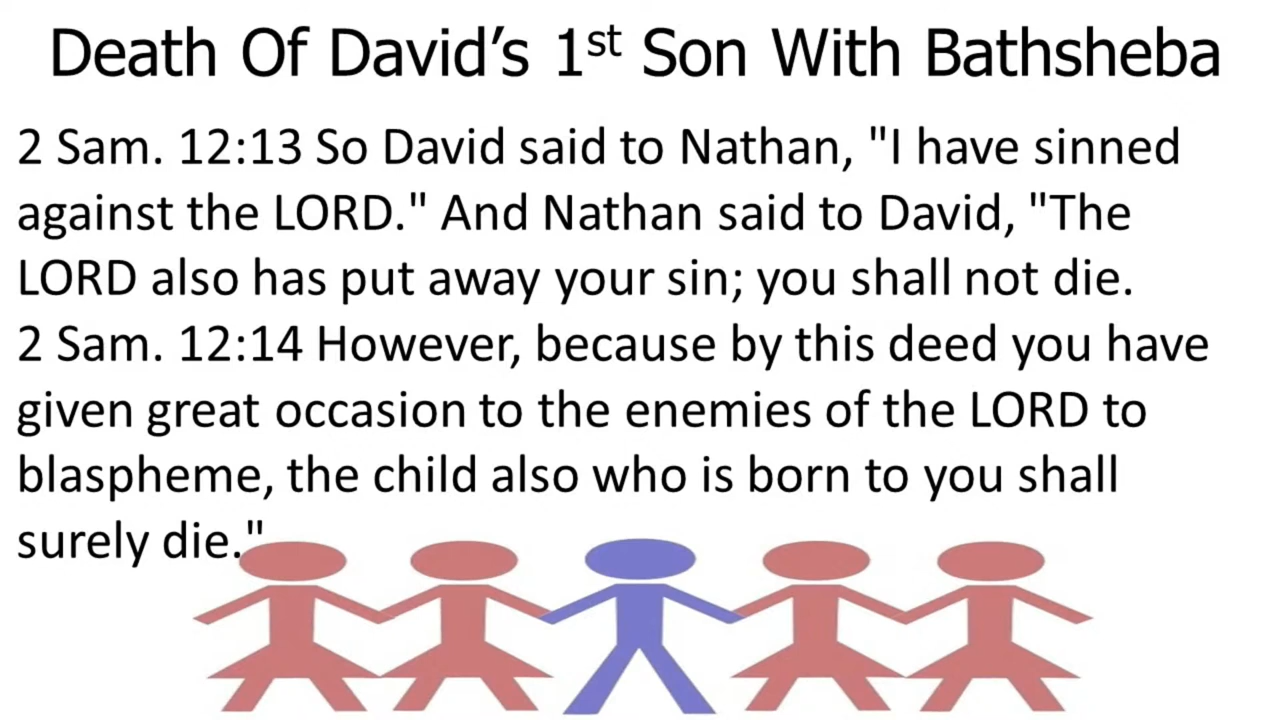 Death Of David’s 1st Son With Bathsheba
2 Sam. 12:13 So David said to Nathan, "I have sinned
against the LORD." And Nathan said to David, "The
LORD also has put away your sin; you shall not die.
2 Sam. 12:14 However, because by this deed you have
given great occasion to the enemies of the LORD to
blaspheme, the child also who is born to you shall
surely die."